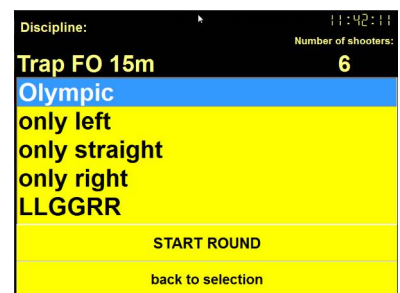 Discipline:
11:42:11
Number of shooters:
Trap FO 15m
6
Olympic
only left
only straight
only right
LLGGRR
START ROUND
back to selection